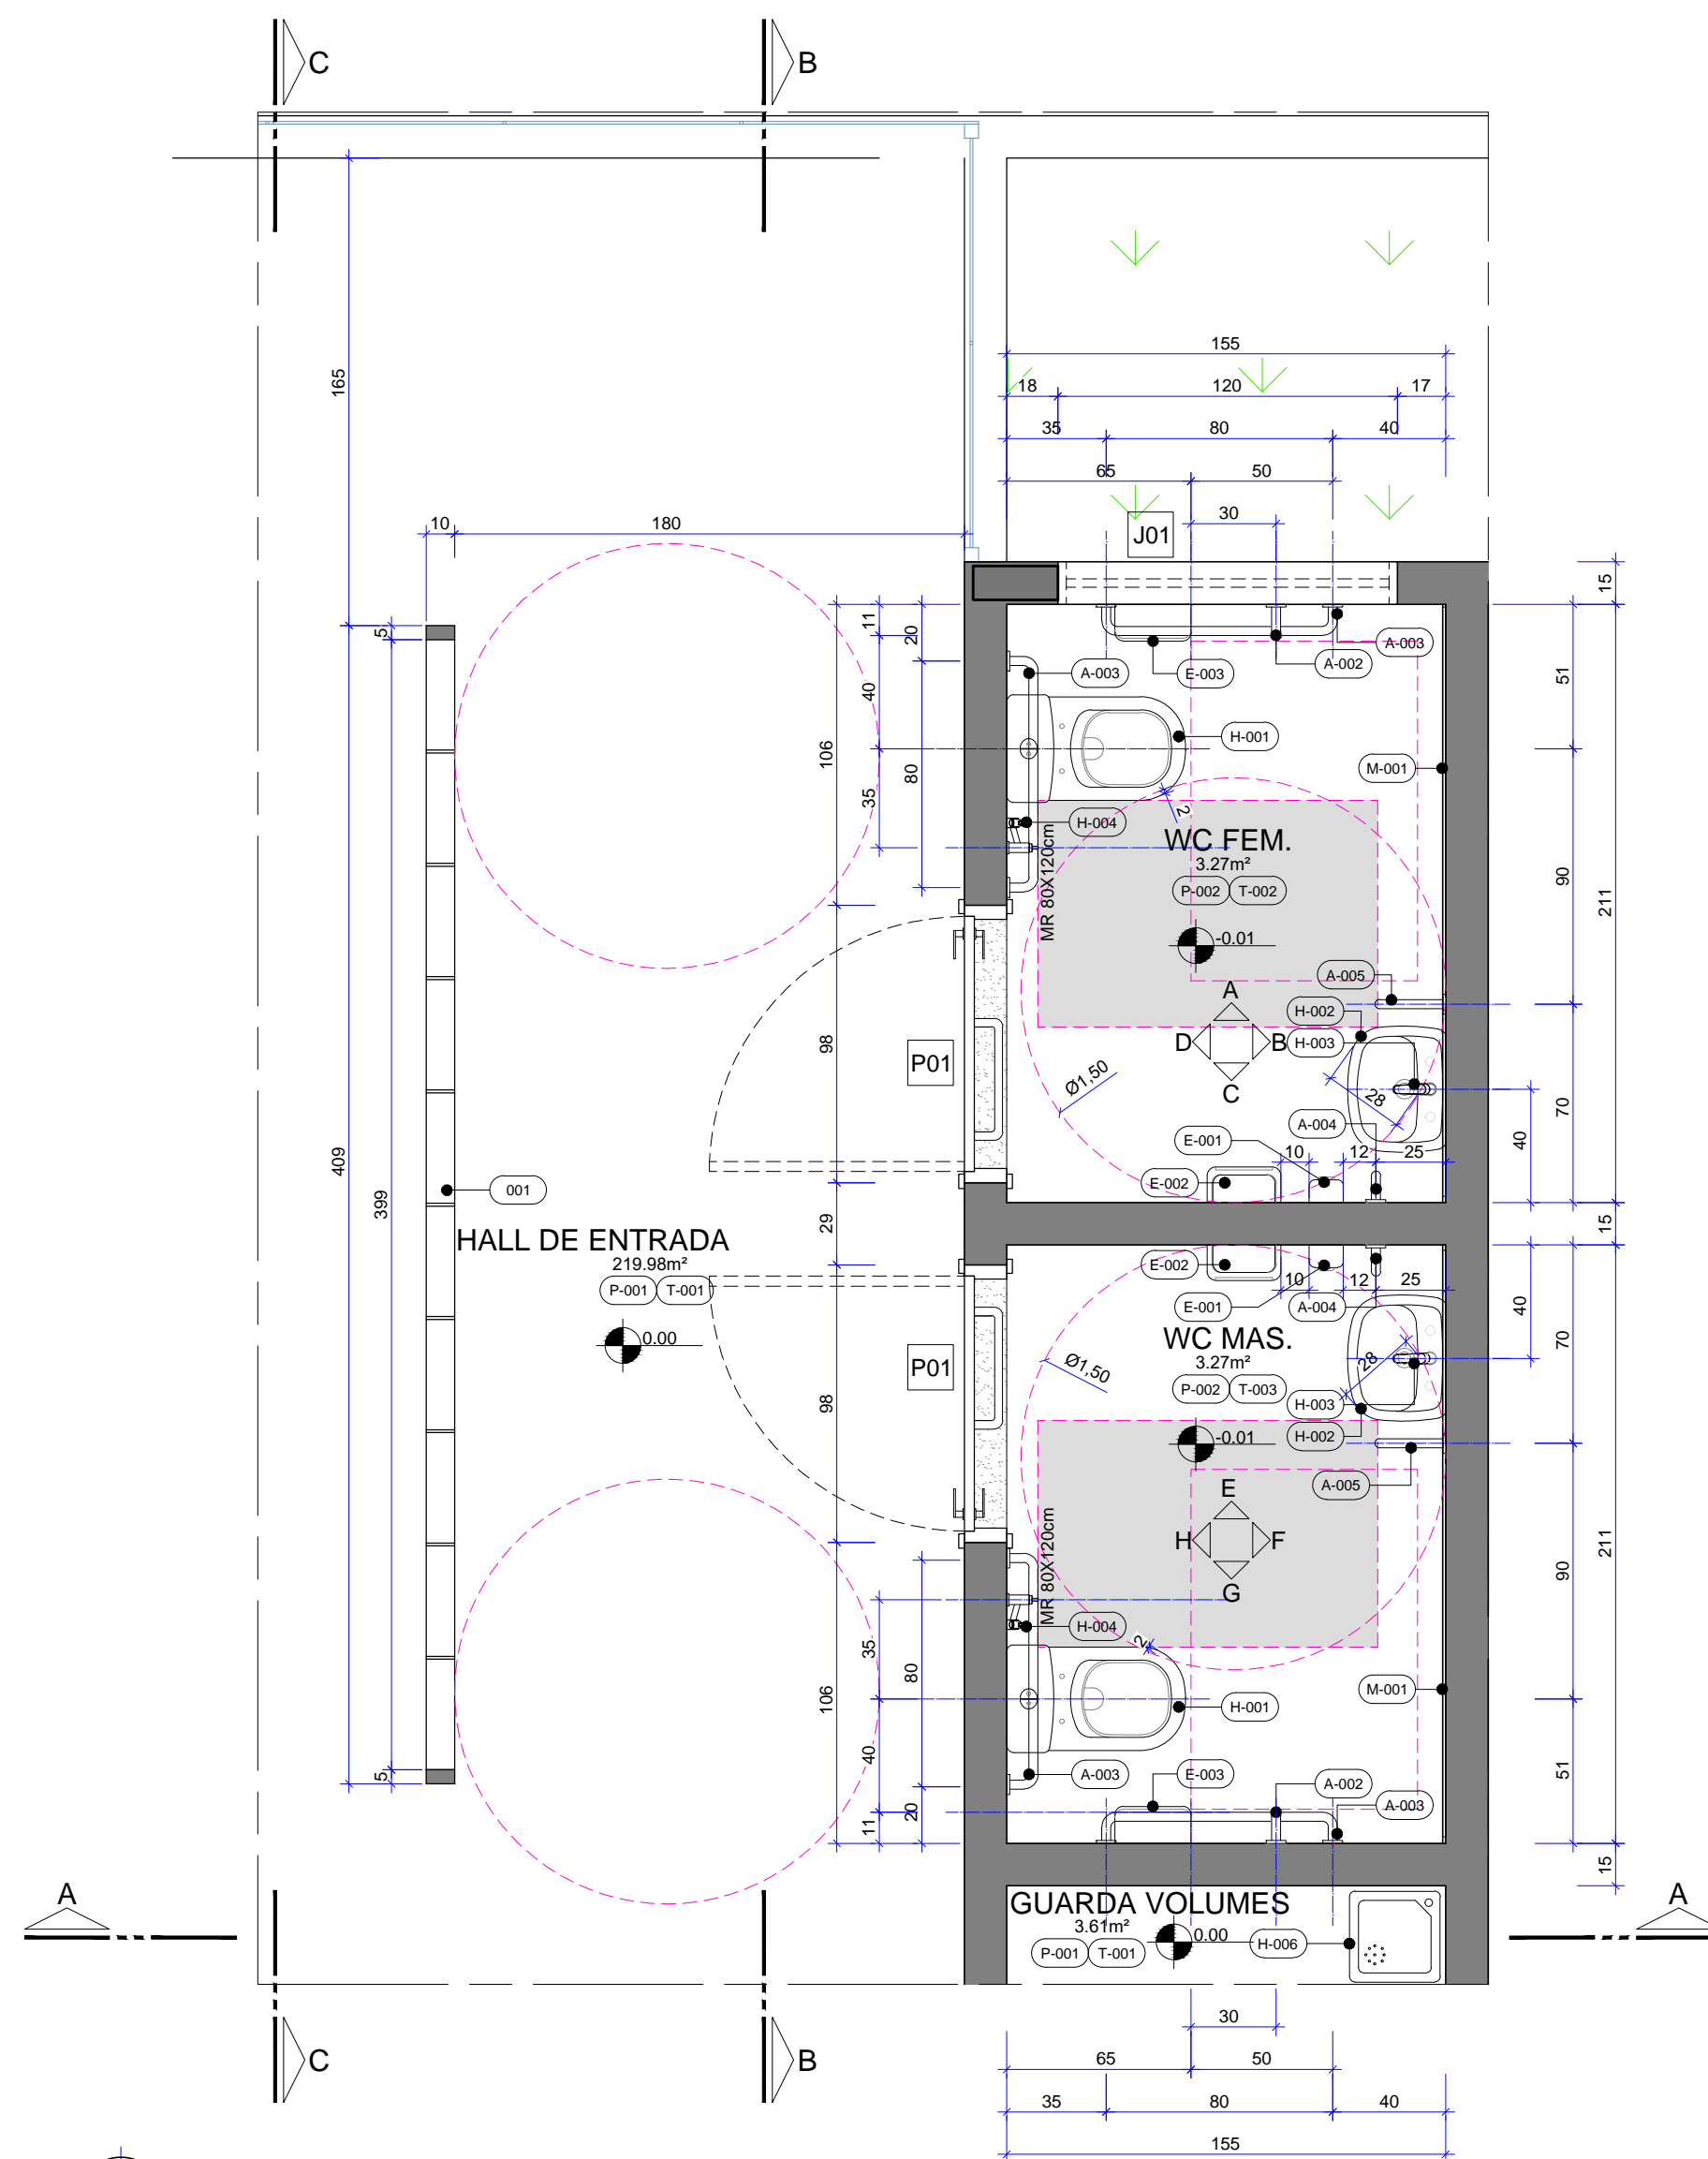 C
B
155
18 120 17
35 80 40
65 50
30
165
10 180
J01
15
5
11
20
A-003
A-002
A-003
E-003
51
40
106
80
H-001
M-001
35
2
H-004
WC FEM.
3.27m²
P-002 T-002
MR 80X120cm
-0.01
90
211
A-005
A
H-002
D B
H-003
C
98
P01
Ø1,50
28
A-004
E-001
70
40
10 12 25
E-002
409
399
001
29
15
HALL DE ENTRADA
219.98m²
P-001 T-001
0.00
E-002
10 12 25
E-001
A-004
40
70
WC MAS.
3.27m²
P-002 T-003
P01
Ø1,50
28
H-003
H-002
98
-0.01
A-005
E
H F
G
MR 80X120cm
90
211
H-004
2
35
80
106
M-001
H-001
40
A-003
E-003
A-002
A-003
51
5
20
11
15
A
A
GUARDA VOLUMES
3.61m²
P-001 T-001
0.00
H-006
30
C
B
65 50
35 80 40
155